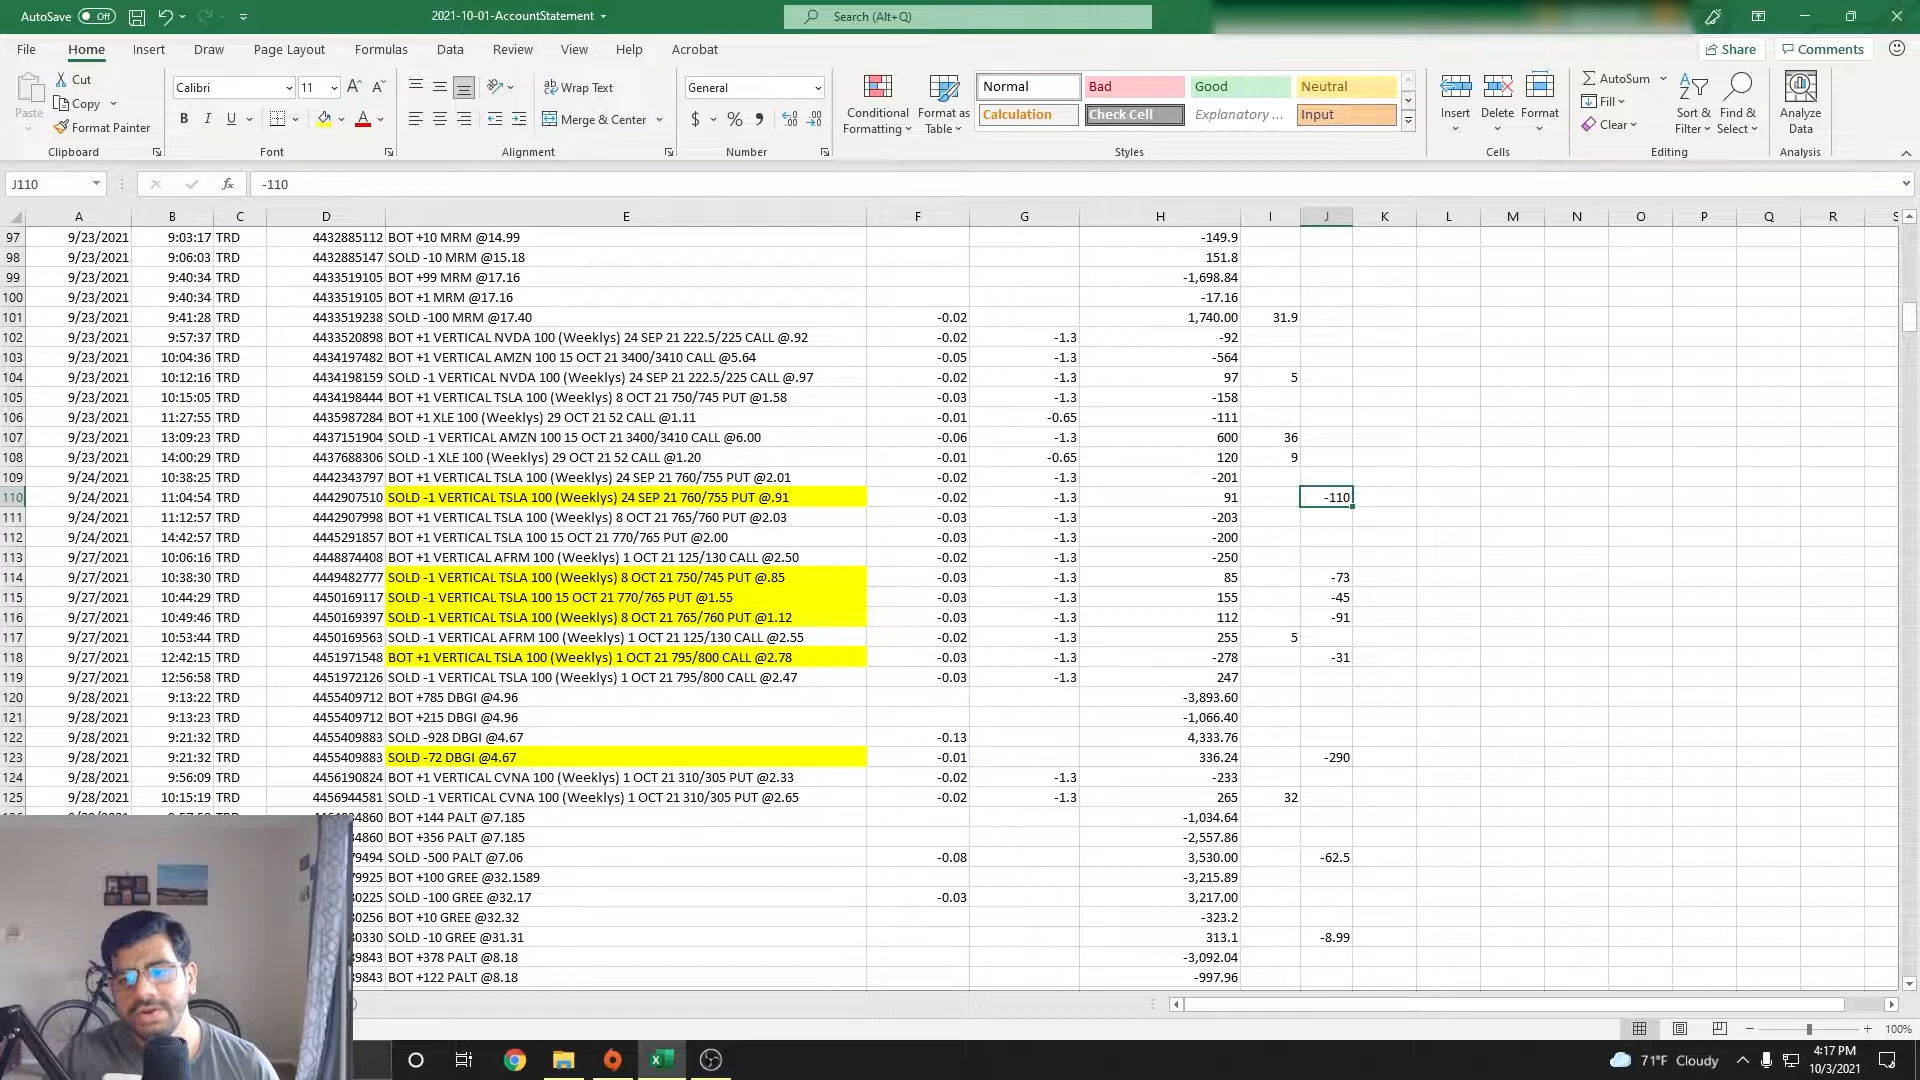 AutoSave Off 2021-10-01-AccountStatement Search (Alt+Q)
File Home Insert Draw Page Layout Formulas Data Review View Help Acrobat Share Comments
Paste Cut Copy Format Painter Clipboard
Calibri 11 Font
B I U A
ab Wrap Text Merge & Center Alignment
General $ % Number
Conditional Formatting Format as Table
Normal Bad Good Neutral
Calculation Check Cell Explanatory ... Input
Styles
Insert Delete Format Cells
AutoSum Fill Clear Sort & Filter Find & Select Editing
Analyze Data Analysis
J110 fx -110
A B C D E F G H I J K L M N O P Q R S
97 9/23/2021 9:03:17 TRD 4432885112 BOT +10 MRM @14.99 -149.9
98 9/23/2021 9:06:03 TRD 4432885147 SOLD -10 MRM @15.18 151.8
99 9/23/2021 9:40:34 TRD 4433519105 BOT +99 MRM @17.16 -1,698.84
100 9/23/2021 9:40:34 TRD 4433519105 BOT +1 MRM @17.16 -17.16
101 9/23/2021 9:41:28 TRD 4433519238 SOLD -100 MRM @17.40 -0.02 1,740.00 31.9
102 9/23/2021 9:57:37 TRD 4433520898 BOT +1 VERTICAL NVDA 100 (Weeklys) 24 SEP 21 222.5/225 CALL @.92 -0.02 -1.3 -92
103 9/23/2021 10:04:36 TRD 4434197482 BOT +1 VERTICAL AMZN 100 15 OCT 21 3400/3410 CALL @5.64 -0.05 -1.3 -564
104 9/23/2021 10:12:16 TRD 4434198159 SOLD -1 VERTICAL NVDA 100 (Weeklys) 24 SEP 21 222.5/225 CALL @.97 -0.02 -1.3 97 5
105 9/23/2021 10:15:05 TRD 4434198444 BOT +1 VERTICAL TSLA 100 (Weeklys) 8 OCT 21 750/745 PUT @1.58 -0.03 -1.3 -158
106 9/23/2021 11:27:55 TRD 4435987284 BOT +1 XLE 100 (Weeklys) 29 OCT 21 52 CALL @1.11 -0.01 -0.65 -111
107 9/23/2021 13:09:23 TRD 4437151904 SOLD -1 VERTICAL AMZN 100 15 OCT 21 3400/3410 CALL @6.00 -0.06 -1.3 600 36
108 9/23/2021 14:00:29 TRD 4437688306 SOLD -1 XLE 100 (Weeklys) 29 OCT 21 52 CALL @1.20 -0.01 -0.65 120 9
109 9/24/2021 10:38:25 TRD 4442343797 BOT +1 VERTICAL TSLA 100 (Weeklys) 24 SEP 21 760/755 PUT @2.01 -0.02 -1.3 -201
110 9/24/2021 11:04:54 TRD 4442907510 SOLD -1 VERTICAL TSLA 100 (Weeklys) 24 SEP 21 760/755 PUT @.91 -0.02 -1.3 91 -110
111 9/24/2021 11:12:57 TRD 4442907998 BOT +1 VERTICAL TSLA 100 (Weeklys) 8 OCT 21 765/760 PUT @2.03 -0.03 -1.3 -203
112 9/24/2021 14:42:57 TRD 4445291857 BOT +1 VERTICAL TSLA 100 15 OCT 21 770/765 PUT @2.00 -0.03 -1.3 -200
113 9/27/2021 10:06:16 TRD 4448874408 BOT +1 VERTICAL AFRM 100 (Weeklys) 1 OCT 21 125/130 CALL @2.50 -0.02 -1.3 -250
114 9/27/2021 10:38:30 TRD 4449482777 SOLD -1 VERTICAL TSLA 100 (Weeklys) 8 OCT 21 750/745 PUT @.85 -0.03 -1.3 85 -73
115 9/27/2021 10:44:29 TRD 4450169117 SOLD -1 VERTICAL TSLA 100 15 OCT 21 770/765 PUT @1.55 -0.03 -1.3 155 -45
116 9/27/2021 10:49:46 TRD 4450169397 SOLD -1 VERTICAL TSLA 100 (Weeklys) 8 OCT 21 765/760 PUT @1.12 -0.03 -1.3 112 -91
117 9/27/2021 10:53:44 TRD 4450169563 SOLD -1 VERTICAL AFRM 100 (Weeklys) 1 OCT 21 125/130 CALL @2.55 -0.02 -1.3 255 5
118 9/27/2021 12:42:15 TRD 4451971548 BOT +1 VERTICAL TSLA 100 (Weeklys) 1 OCT 21 795/800 CALL @2.78 -0.03 -1.3 -278 -31
119 9/27/2021 12:56:58 TRD 4451972126 SOLD -1 VERTICAL TSLA 100 (Weeklys) 1 OCT 21 795/800 CALL @2.47 -0.03 -1.3 247
120 9/28/2021 9:13:22 TRD 4455409712 BOT +785 DBGI @4.96 -3,893.60
121 9/28/2021 9:13:23 TRD 4455409712 BOT +215 DBGI @4.96 -1,066.40
122 9/28/2021 9:21:32 TRD 4455409883 SOLD -928 DBGI @4.67 -0.13 4,333.76
123 9/28/2021 9:21:32 TRD 4455409883 SOLD -72 DBGI @4.67 -0.01 336.24 -290
124 9/28/2021 9:56:09 TRD 4456190824 BOT +1 VERTICAL CVNA 100 (Weeklys) 1 OCT 21 310/305 PUT @2.33 -0.02 -1.3 -233
125 9/28/2021 10:15:19 TRD 4456944581 SOLD -1 VERTICAL CVNA 100 (Weeklys) 1 OCT 21 310/305 PUT @2.65 -0.02 -1.3 265 32
34860 BOT +144 PALT @7.185 -1,034.64
34860 BOT +356 PALT @7.185 -2,557.86
79494 SOLD -500 PALT @7.06 -0.08 3,530.00 -62.5
79925 BOT +100 GREE @32.1589 -3,215.89
80225 SOLD -100 GREE @32.17 -0.03 3,217.00
80256 BOT +10 GREE @32.32 -323.2
80330 SOLD -10 GREE @31.31 313.1 -8.99
39843 BOT +378 PALT @8.18 -3,092.04
39843 BOT +122 PALT @8.18 -997.96
100%
71°F Cloudy 4:17 PM
10/3/2021